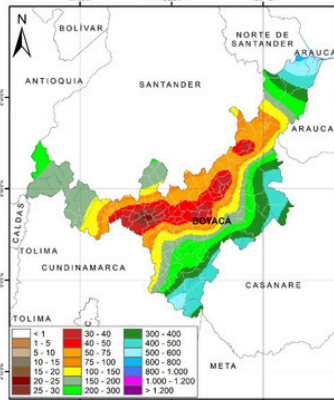 N
BOLÍVAR
NORTE DE
SANTANDER
ARAUCA
ANTIOQUIA
SANTANDER
ARAUCA
CALDAS
BOYACÁ
TOLIMA
CUNDINAMARCA
CASANARE
TOLIMA
META
< 1
1 - 5
5 - 10
10 - 15
15 - 20
20 - 25
25 - 30
30 - 40
40 - 50
50 - 75
75 - 100
100 - 150
150 - 200
200 - 300
300 - 400
400 - 500
500 - 600
600 - 800
800 - 1.000
1.000 - 1.200
> 1.200